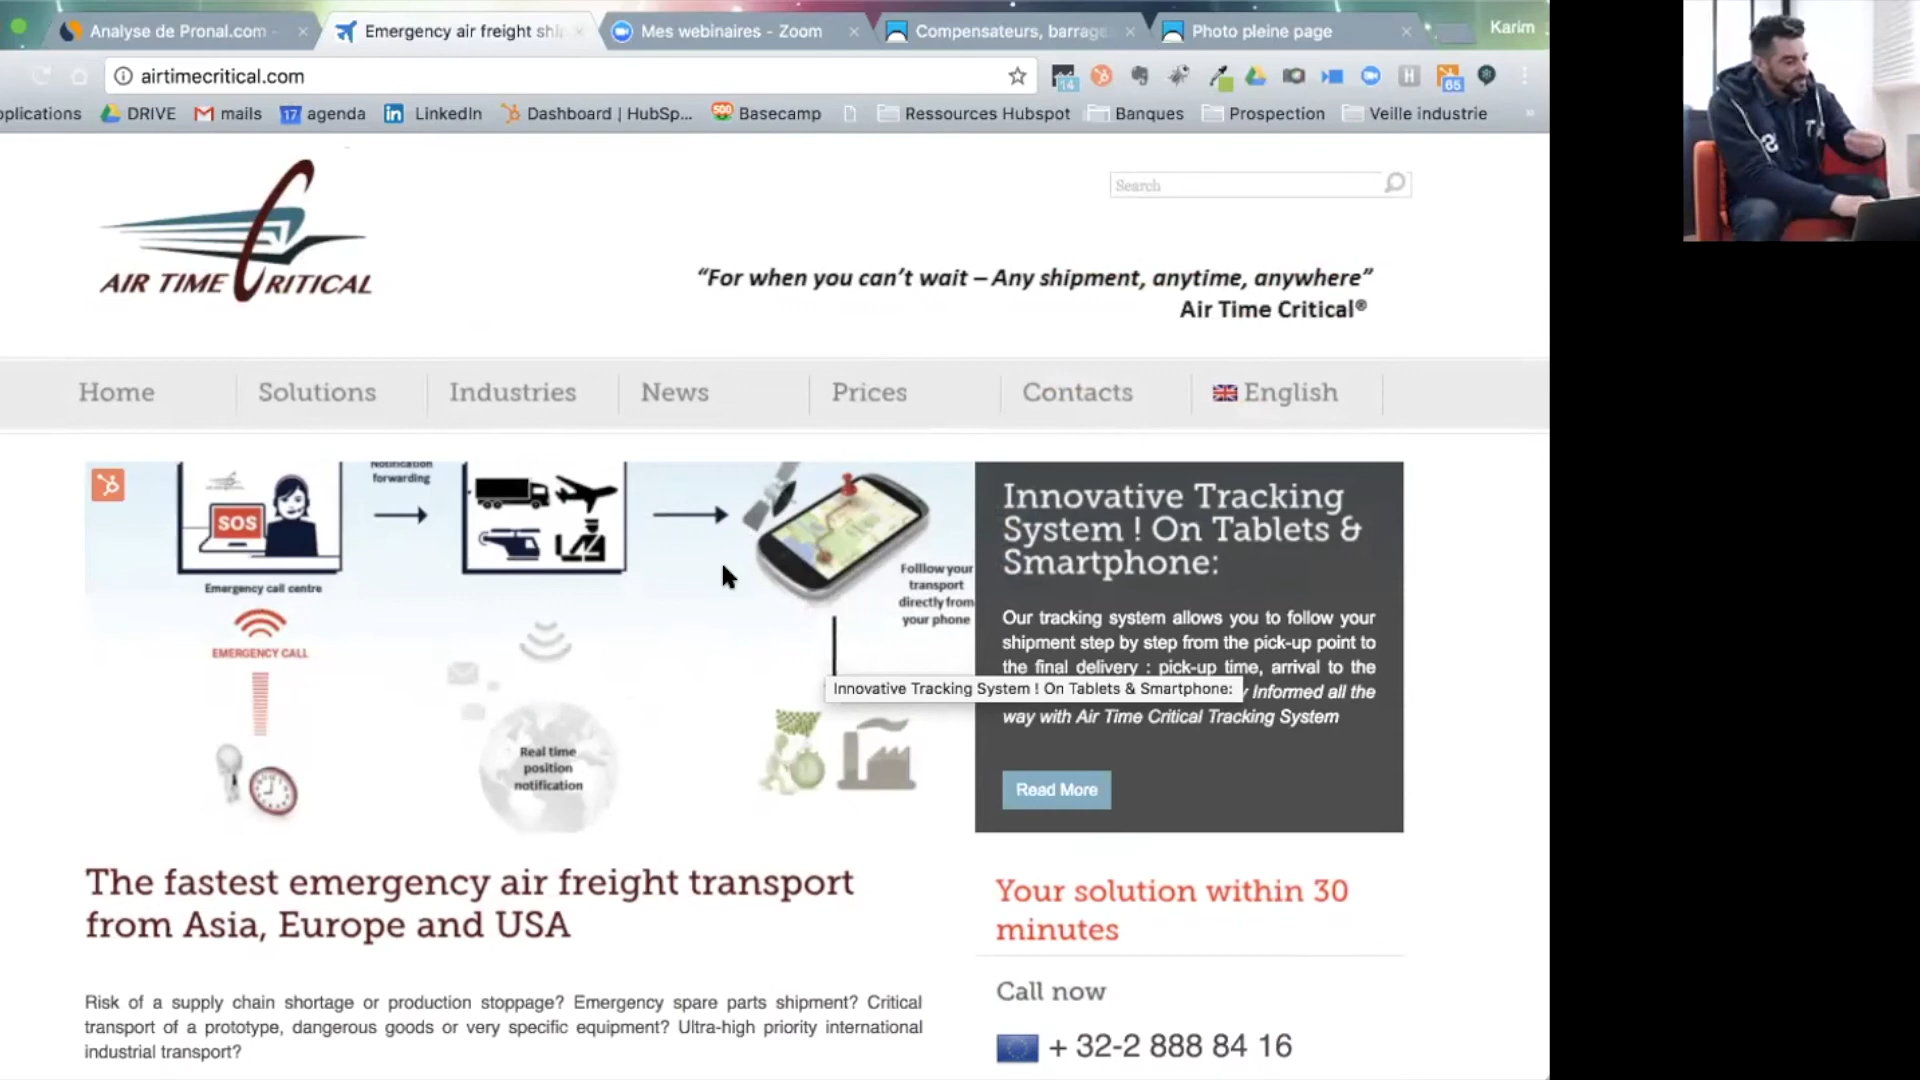 Analyse de Pronal.com
Emergency air freight ship
Mes webinaires - Zoom
Compensateurs, barrage
Photo pleine page
Karim
airtimecritical.com
14
H
65
plications
DRIVE
mails
17
agenda
LinkedIn
Dashboard | HubSp...
Basecamp
Ressources Hubspot
Banques
Prospection
Veille industrie
»
AIR TIME CRITICAL
Search
“For when you can’t wait – Any shipment, anytime, anywhere”
Air Time Critical®
Home
Solutions
Industries
News
Prices
Contacts
English
Notification
forwarding
SOS
Emergency call centre
EMERGENCY CALL
Folllow your
transport
directly from
your phone
Real time
position
notification
Innovative Tracking
System ! On Tablets &
Smartphone:
Our tracking system allows you to follow your
shipment step by step from the pick-up point to
the final delivery : pick-up time, arrival to the
Innovative Tracking System ! On Tablets & Smartphone:
Informed all the
way with Air Time Critical Tracking System
Read More
The fastest emergency air freight transport
from Asia, Europe and USA
Risk of a supply chain shortage or production stoppage? Emergency spare parts shipment? Critical
transport of a prototype, dangerous goods or very specific equipment? Ultra-high priority international
industrial transport?
Your solution within 30
minutes
Call now
+ 32-2 888 84 16